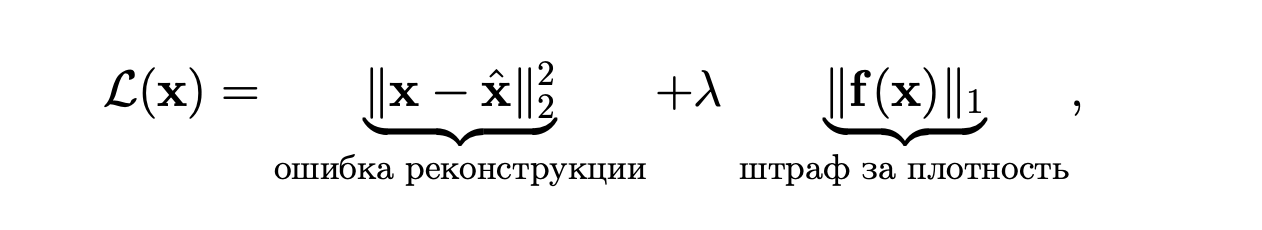 𝓛(𝐱) = ‖𝐱 − 𝐱̂‖₂² + λ ‖𝐟(𝐱)‖₁ ,
ошибка реконструкции штраф за плотность